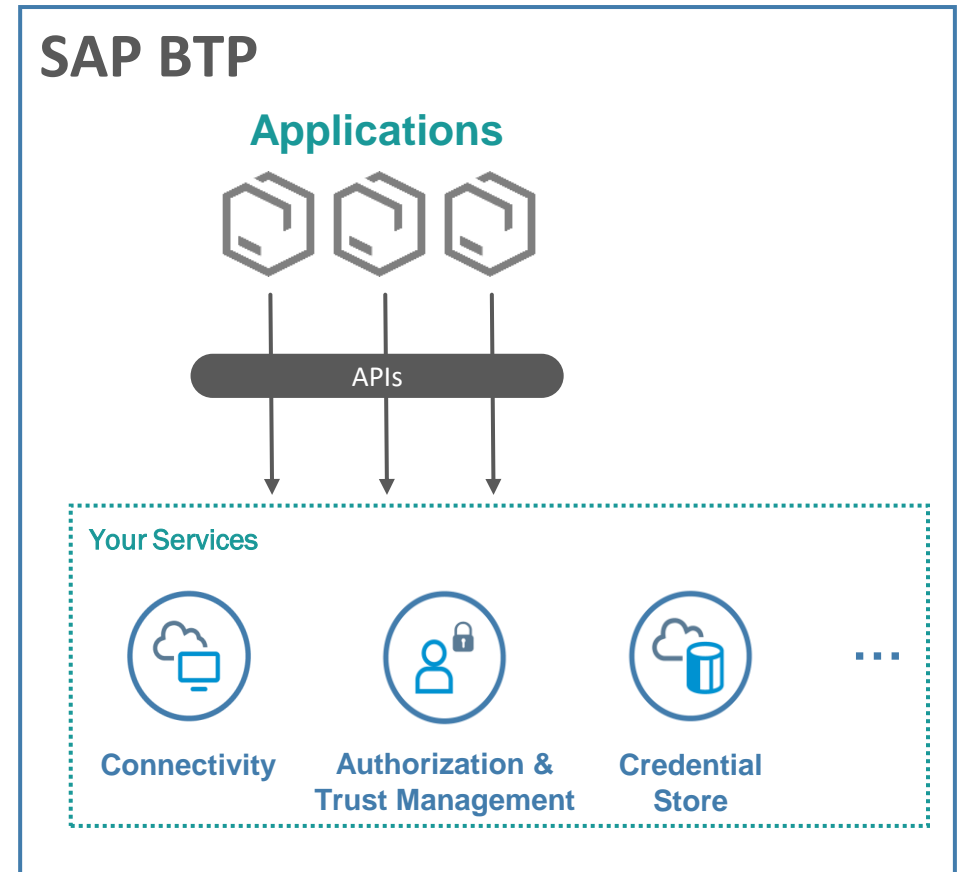 SAP BTP
Applications
APIs
Your Services
...
Connectivity
Authorization &
Trust Management
Credential
Store